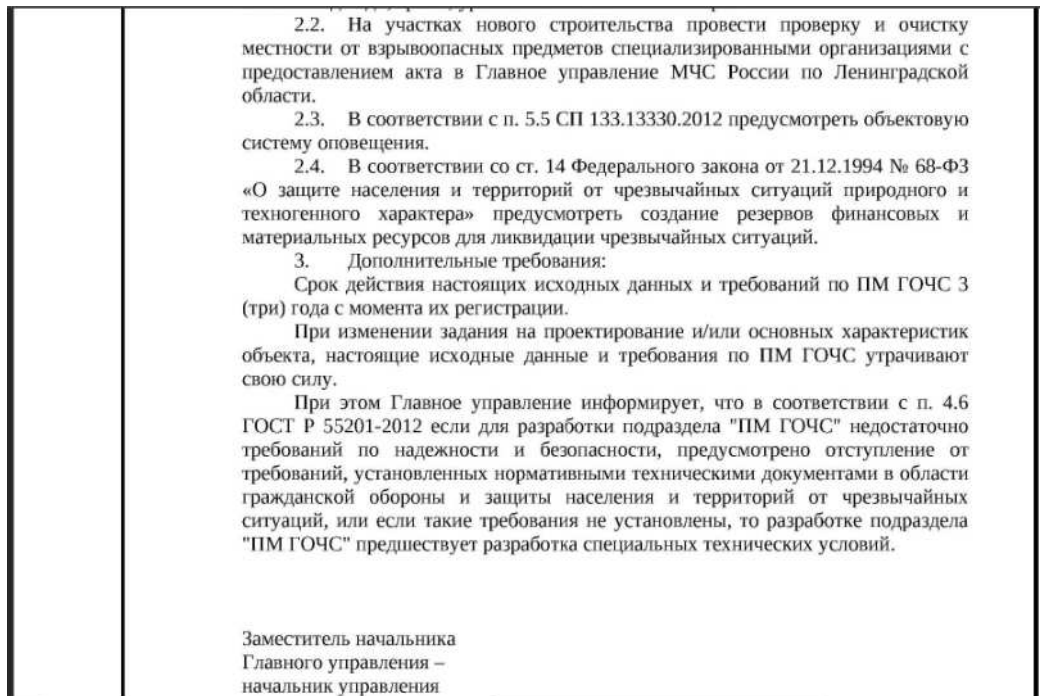 2.2. На участках нового строительства провести проверку и очистку
местности от взрывоопасных предметов специализированными организациями с
предоставлением акта в Главное управление МЧС России по Ленинградской
области.
2.3. В соответствии с п. 5.5 СП 133.13330.2012 предусмотреть объектовую
систему оповещения.
2.4. В соответствии со ст. 14 Федерального закона от 21.12.1994 № 68-ФЗ
«О защите населения и территорий от чрезвычайных ситуаций природного и
техногенного характера» предусмотреть создание резервов финансовых и
материальных ресурсов для ликвидации чрезвычайных ситуаций.
3. Дополнительные требования:
Срок действия настоящих исходных данных и требований по ПМ ГОЧС 3
(три) года с момента их регистрации.
При изменении задания на проектирование и/или основных характеристик
объекта, настоящие исходные данные и требования по ПМ ГОЧС утрачивают
свою силу.
При этом Главное управление информирует, что в соответствии с п. 4.6
ГОСТ Р 55201-2012 если для разработки подраздела "ПМ ГОЧС" недостаточно
требований по надежности и безопасности, предусмотрено отступление от
требований, установленных нормативными техническими документами в области
гражданской обороны и защиты населения и территорий от чрезвычайных
ситуаций, или если такие требования не установлены, то разработке подраздела
"ПМ ГОЧС" предшествует разработка специальных технических условий.
Заместитель начальника
Главного управления –
начальник управления